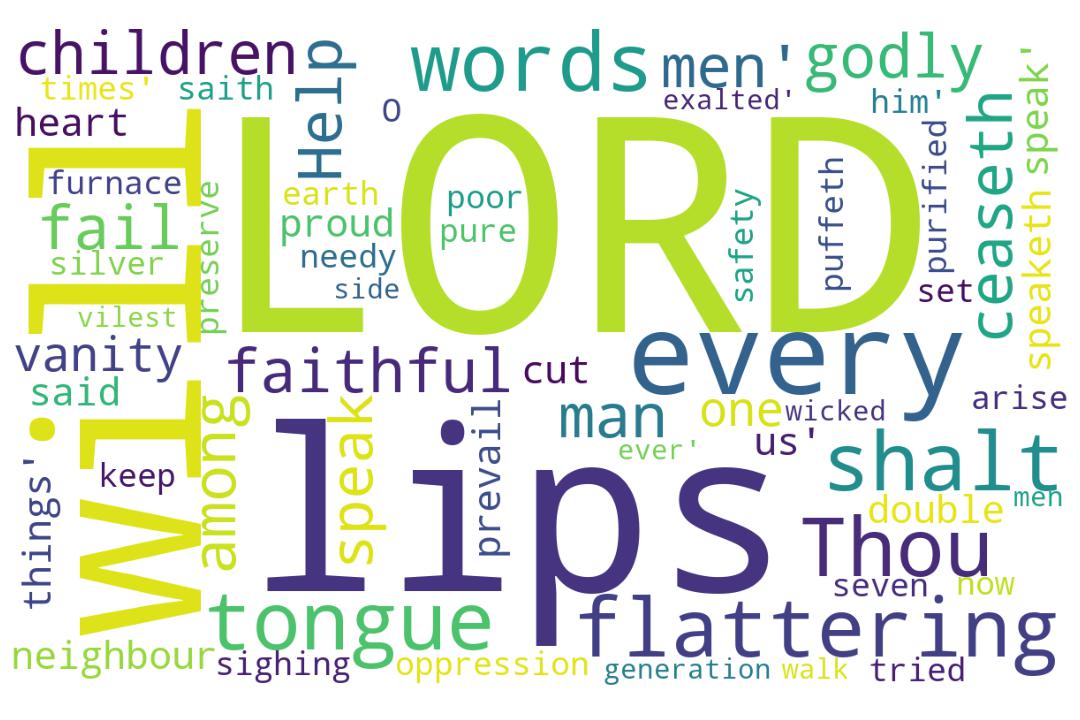 children
words
men'
godly
speak'
times'
saith
Help
O
exalted'
him'
heart
LORD
ceaseth
will
furnace
preserve
earth
poor
puffeth
purified
fail
proud
pure
safety
speaketh
silver
needy
side
set
vilest
vanity
faithful
cut
every
said
among
speak
man
one
wicked
arise
lips
prevail
ever'
us'
shalt
things'
keep
double
men
Thou
seven
now
tongue
flattering
neighbour
sighing
oppression
generation
walk
tried